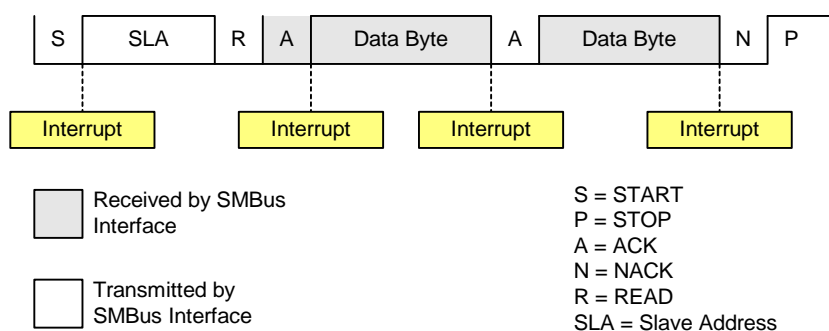 S SLA R A Data Byte A Data Byte N P
Interrupt Interrupt Interrupt Interrupt
Received by SMBus
Interface
Transmitted by
SMBus Interface
S = START
P = STOP
A = ACK
N = NACK
R = READ
SLA = Slave Address